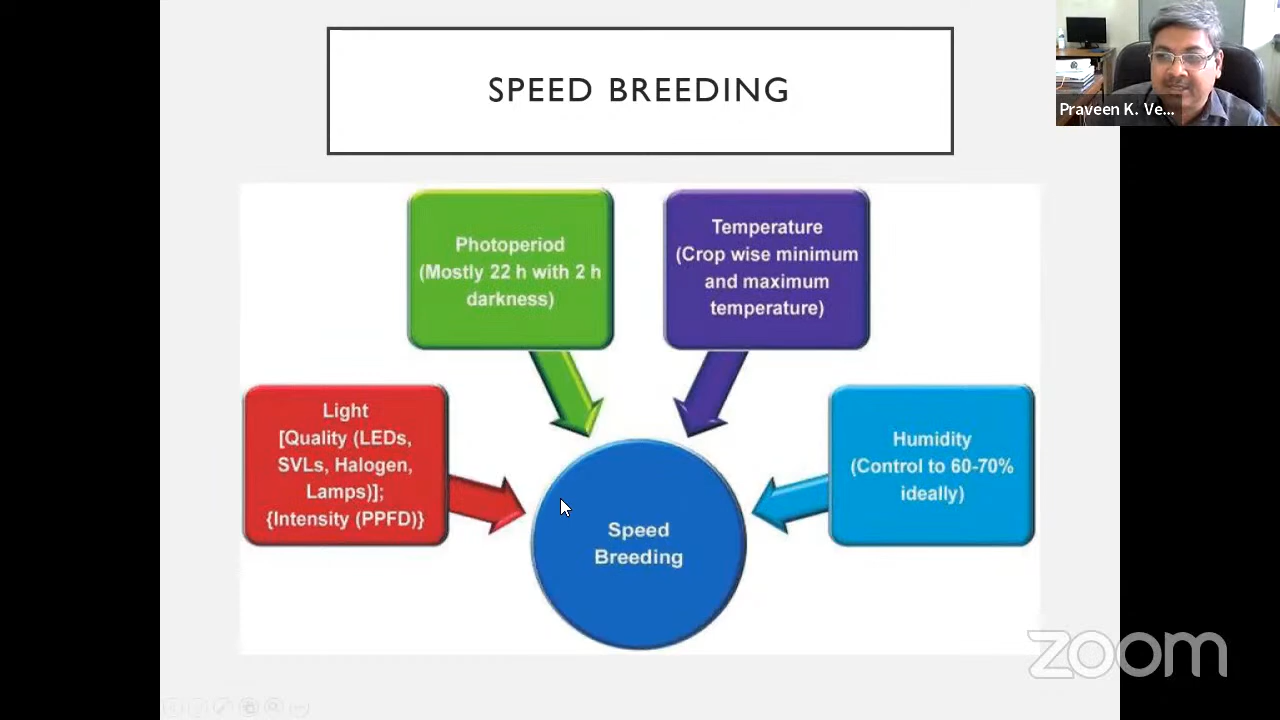 SPEED BREEDING
Praveen K. Ve...
Photoperiod
(Mostly 22 h with 2 h
darkness)
Temperature
(Crop wise minimum
and maximum
temperature)
Light
[Quality (LEDs,
SVLs, Halogen,
Lamps)];
{Intensity (PPFD)}
Humidity
(Control to 60-70%
ideally)
Speed
Breeding
zoom